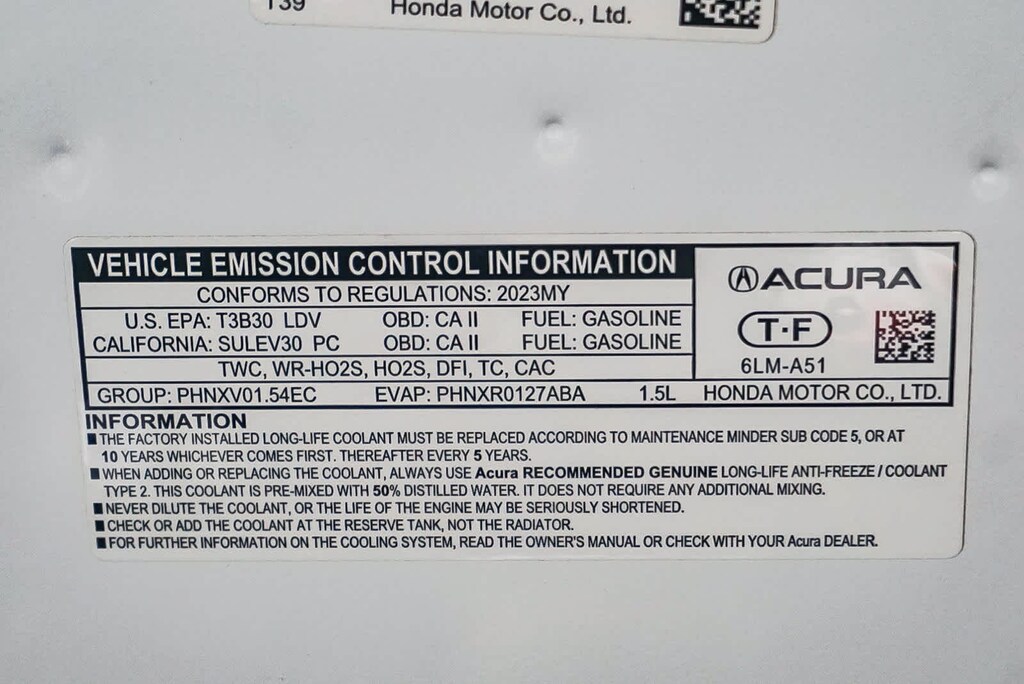 T39
Honda Motor Co., Ltd.
VEHICLE EMISSION CONTROL INFORMATION
CONFORMS TO REGULATIONS: 2023MY
U.S. EPA: T3B30 LDV OBD: CA II FUEL: GASOLINE
CALIFORNIA: SULEV30 PC OBD: CA II FUEL: GASOLINE
TWC, WR-HO2S, HO2S, DFI, TC, CAC
GROUP: PHNXV01.54EC EVAP: PHNXR0127ABA 1.5L
ACURA
T·F
6LM-A51
HONDA MOTOR CO., LTD.
INFORMATION
■ THE FACTORY INSTALLED LONG-LIFE COOLANT MUST BE REPLACED ACCORDING TO MAINTENANCE MINDER SUB CODE 5, OR AT
10 YEARS WHICHEVER COMES FIRST. THEREAFTER EVERY 5 YEARS.
■ WHEN ADDING OR REPLACING THE COOLANT, ALWAYS USE Acura RECOMMENDED GENUINE LONG-LIFE ANTI-FREEZE / COOLANT
TYPE 2. THIS COOLANT IS PRE-MIXED WITH 50% DISTILLED WATER. IT DOES NOT REQUIRE ANY ADDITIONAL MIXING.
■ NEVER DILUTE THE COOLANT, OR THE LIFE OF THE ENGINE MAY BE SERIOUSLY SHORTENED.
■ CHECK OR ADD THE COOLANT AT THE RESERVE TANK, NOT THE RADIATOR.
■ FOR FURTHER INFORMATION ON THE COOLING SYSTEM, READ THE OWNER'S MANUAL OR CHECK WITH YOUR Acura DEALER.